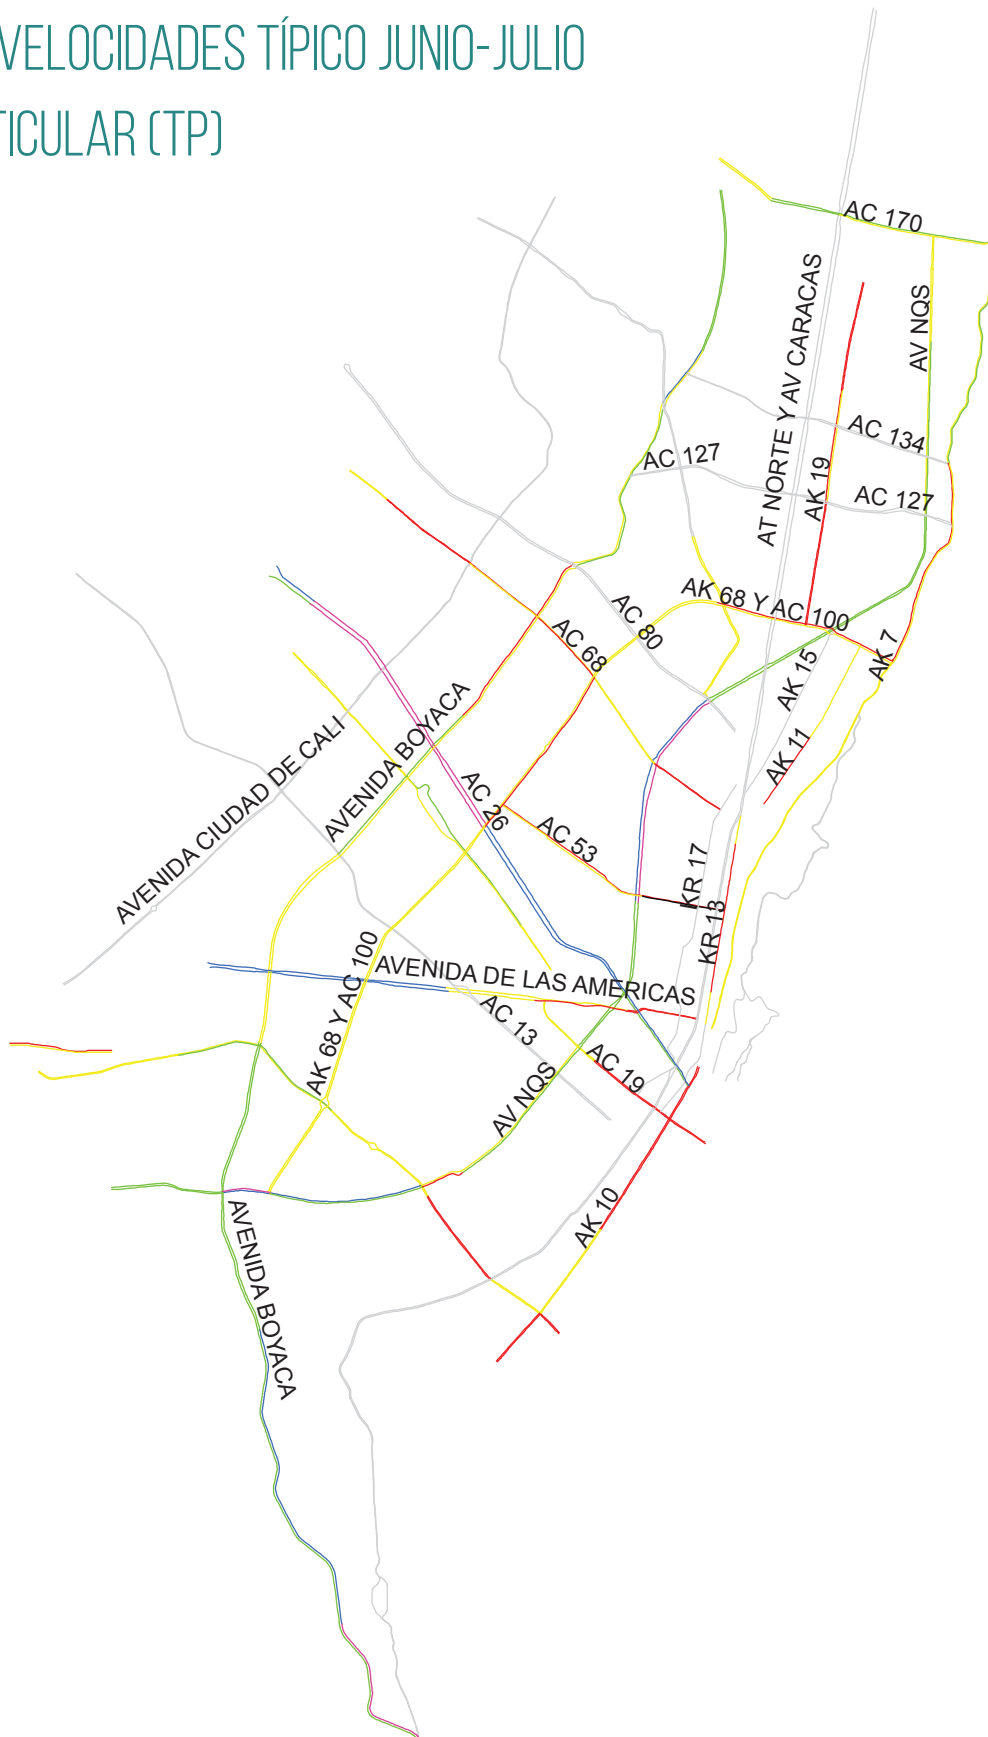 VELOCIDADES TÍPICO JUNIO-JULIO
TICULAR (TP)
AC 170
AT NORTE Y AV CARACAS
AV NQS
AC 134
AC 127
AK 19
AC 127
AK 68 Y AC 100
AC 80
AC 68
AK 7
AK 15
AVENIDA BOYACA
AVENIDA CIUDAD DE CALI
AK 11
AC 26
AC 53
KR 17
KR 13
AVENIDA DE LAS AMERICAS
AK 68 Y AC 100
AC 13
AC 19
AV NQS
AK 10
AVENIDA BOYACA